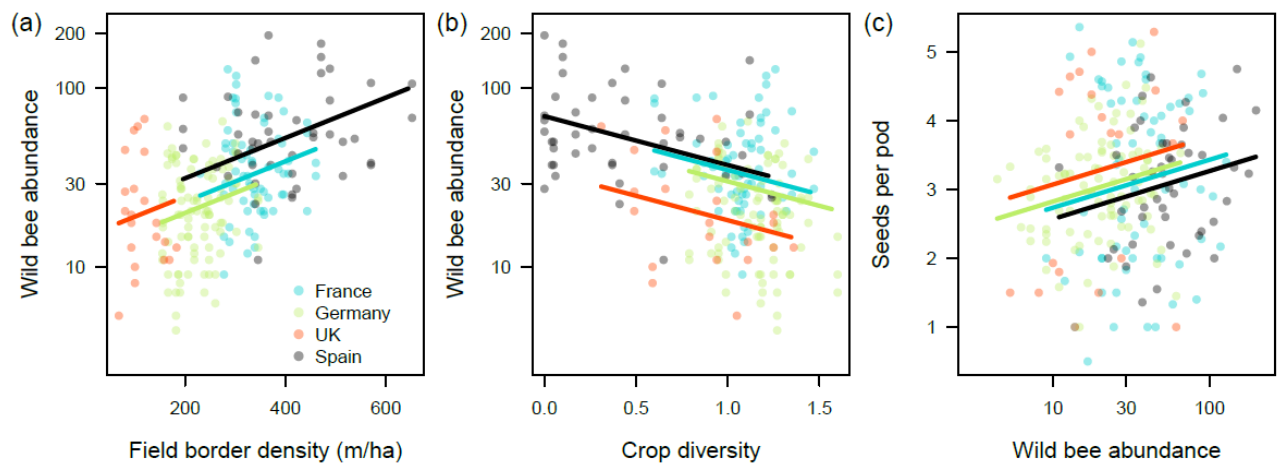 (a)
200
100
30
10
Wild bee abundance
France
Germany
UK
Spain
200
400
600
Field border density (m/ha)
(b)
200
100
30
10
Wild bee abundance
0.0
0.5
1.0
1.5
Crop diversity
(c)
5
4
3
2
1
Seeds per pod
10
30
100
Wild bee abundance